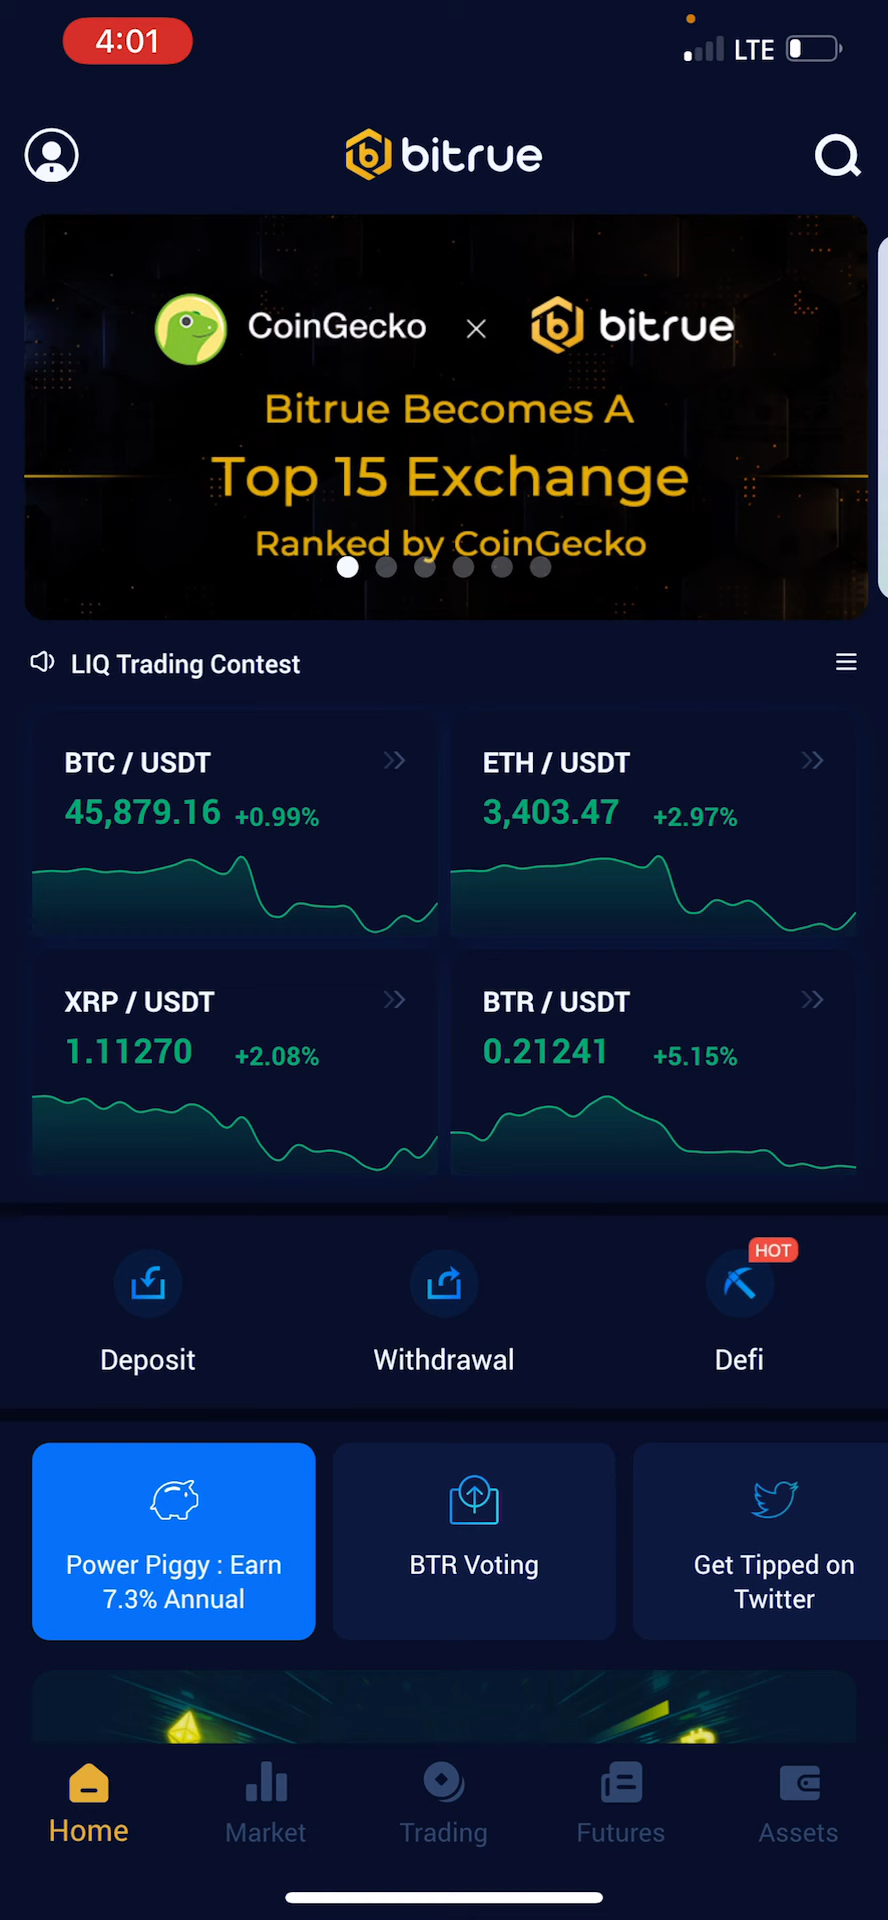 4:01
LTE
bitrue
CoinGecko × bitrue
Bitrue Becomes A
Top 15 Exchange
Ranked by CoinGecko
LIQ Trading Contest
BTC / USDT
45,879.16 +0.99%
ETH / USDT
3,403.47 +2.97%
XRP / USDT
1.11270 +2.08%
BTR / USDT
0.21241 +5.15%
HOT
Deposit
Withdrawal
Defi
Power Piggy : Earn
7.3% Annual
BTR Voting
Get Tipped on
Twitter
Home
Market
Trading
Futures
Assets